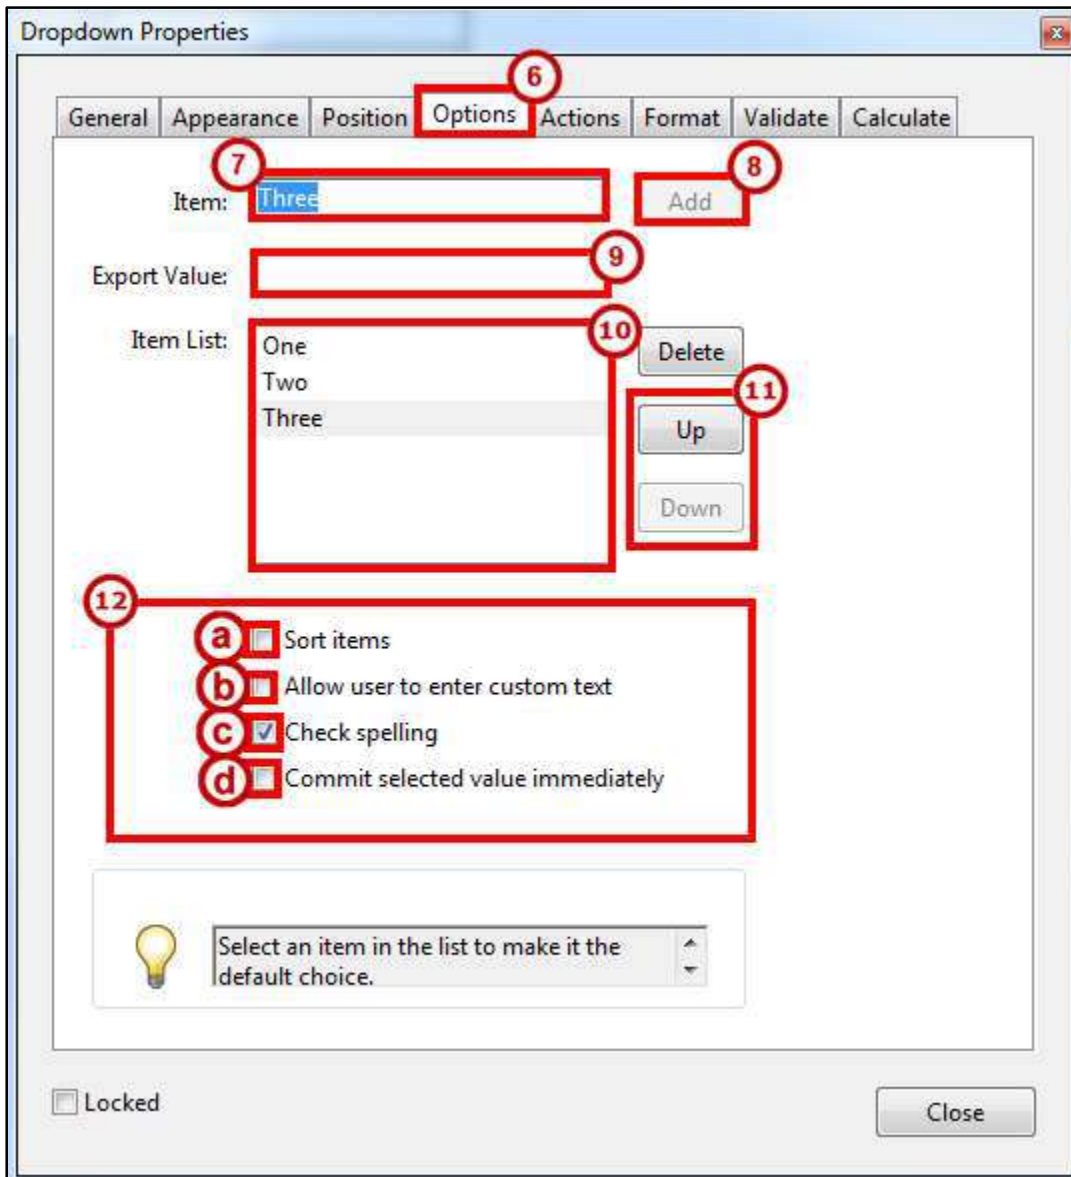 Dropdown Properties
6
General Appearance Position Options Actions Format Validate Calculate
7
8
Item: Three Add
9
Export Value:
10
Item List:
One
Delete
Two
11
Three
Up
Down
12
a Sort items
b Allow user to enter custom text
c Check spelling
d Commit selected value immediately
Select an item in the list to make it the
default choice.
Locked
Close